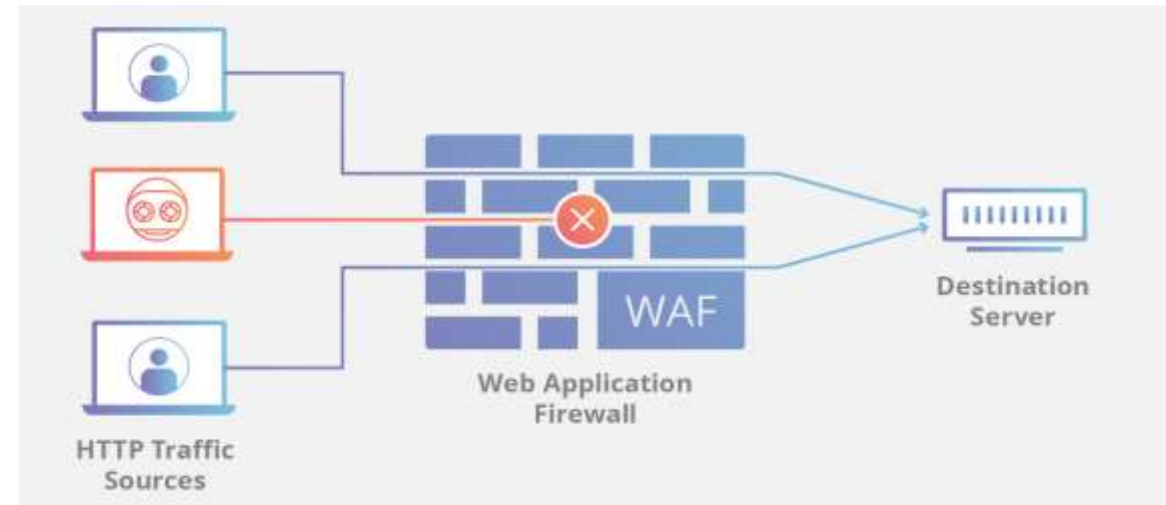 WAF
Destination
Server
Web Application
Firewall
HTTP Traffic
Sources